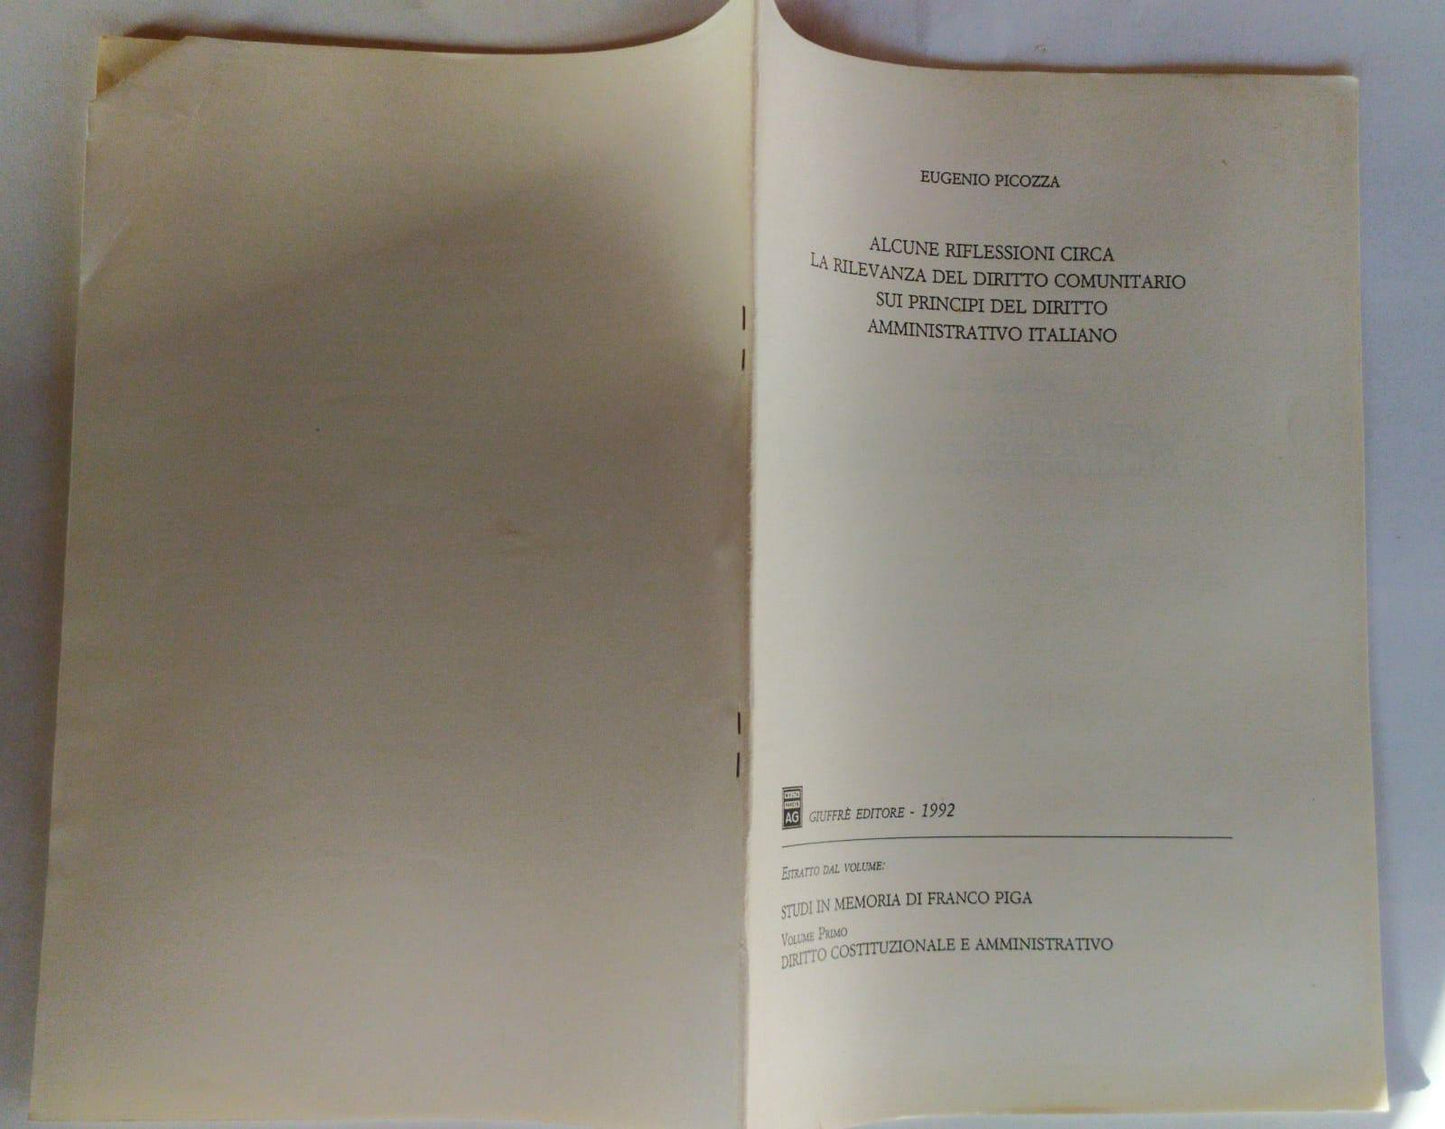 EUGENIO PICOZZA
ALCUNE RIFLESSIONI CIRCA
LA RILEVANZA DEL DIRITTO COMUNITARIO
SUI PRINCIPI DEL DIRITTO
AMMINISTRATIVO ITALIANO
AG
GIUFFRÈ EDITORE - 1992
ESTRATTO DAL VOLUME:
STUDI IN MEMORIA DI FRANCO PIGA
VOLUME PRIMO
DIRITTO COSTITUZIONALE E AMMINISTRATIVO